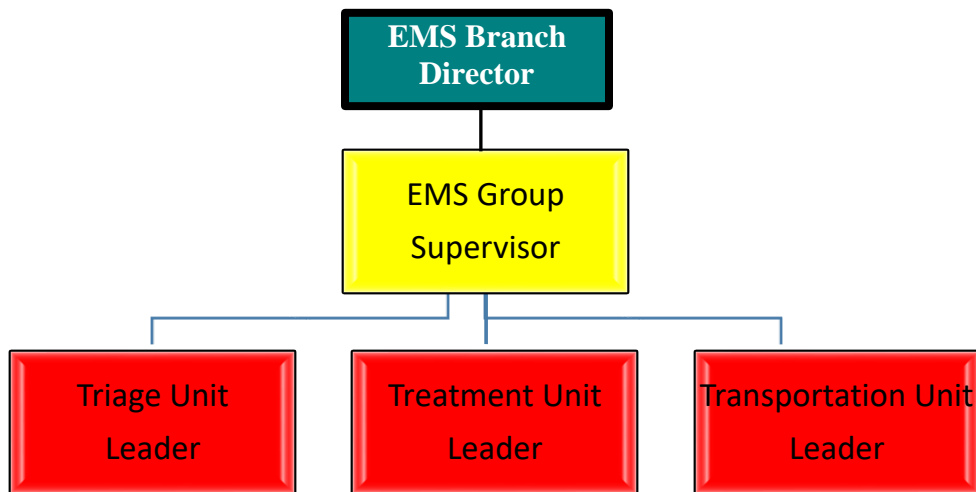 EMS Branch
Director
EMS Group
Supervisor
Triage Unit
Leader
Treatment Unit
Leader
Transportation Unit
Leader